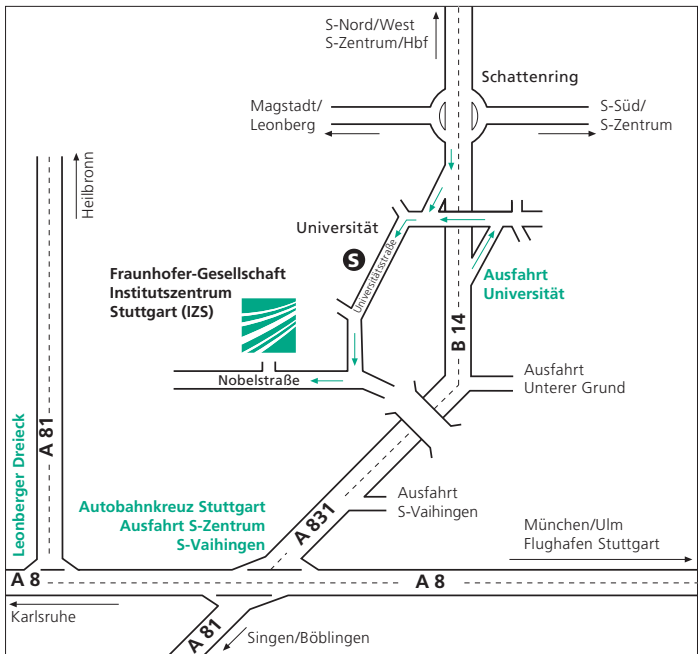 S-Nord/West
S-Zentrum/Hbf
Schattenring
Magstadt/
Leonberg
S-Süd/
S-Zentrum
Heilbronn
Universität
S
Universitätsstraße
Fraunhofer-Gesellschaft
Institutszentrum
Stuttgart (IZS)
Ausfahrt
Universität
B 14
Nobelstraße
Ausfahrt
Unterer Grund
Leonberger Dreieck
A 81
Autobahnkreuz Stuttgart
Ausfahrt S-Zentrum
S-Vaihingen
A 831
Ausfahrt
S-Vaihingen
München/Ulm
Flughafen Stuttgart
A 8
A 8
Karlsruhe
A 81
Singen/Böblingen